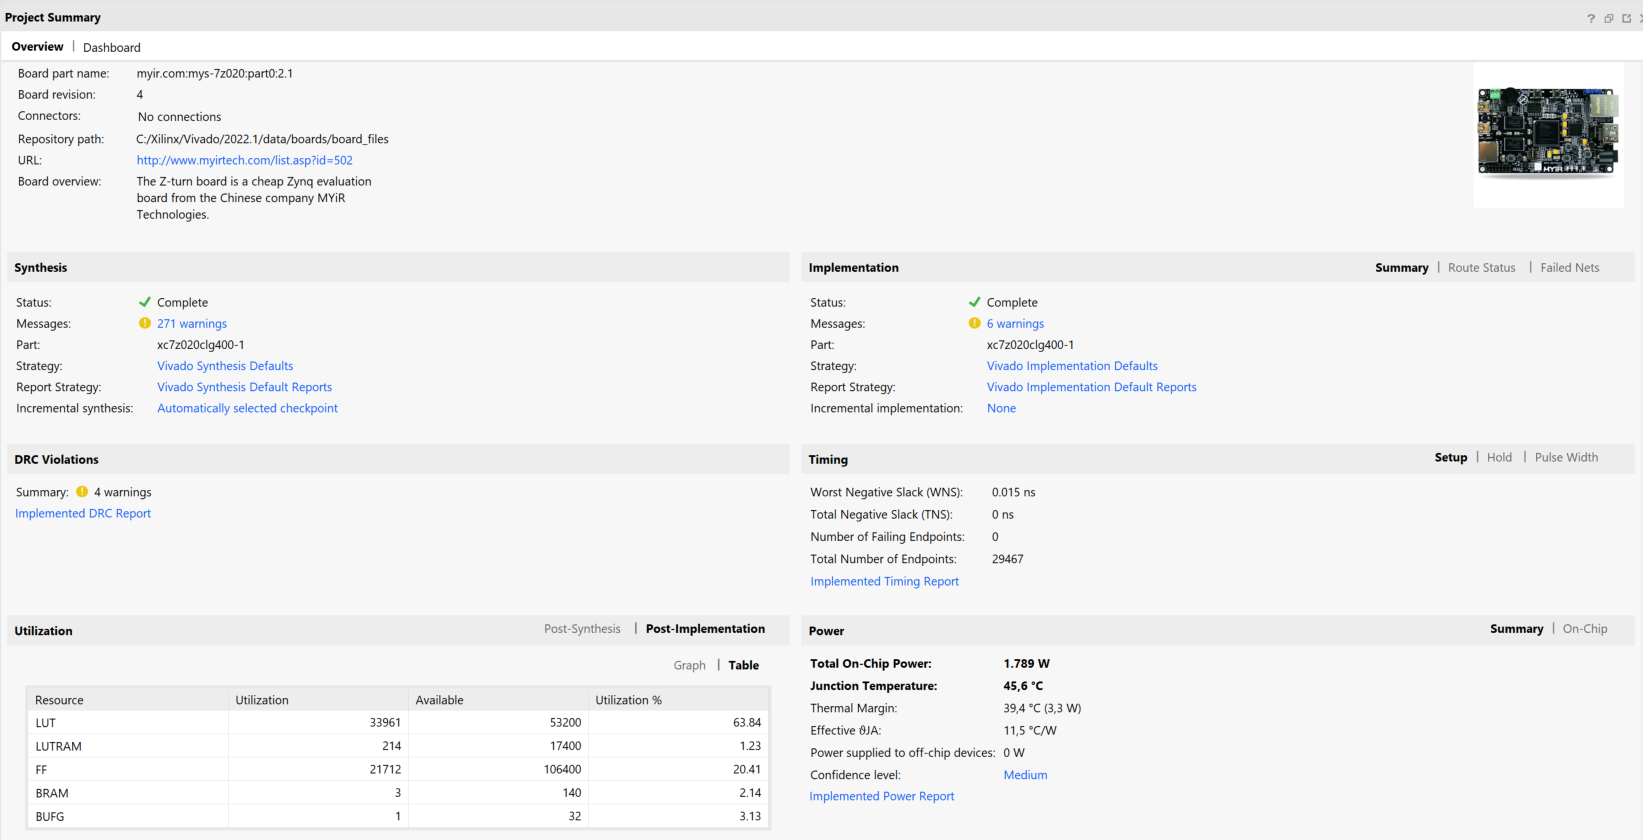 Project Summary
Overview | Dashboard
Board part name: myir.com:mys-7z020:part0:2.1
Board revision: 4
Connectors: No connections
Repository path: C:/Xilinx/Vivado/2022.1/data/boards/board_files
URL: http://www.myirtech.com/list.asp?id=502
Board overview: The Z-turn board is a cheap Zynq evaluation
board from the Chinese company MYiR
Technologies.
MYiR
Synthesis
Status: Complete
Messages: 271 warnings
Part: xc7z020clg400-1
Strategy: Vivado Synthesis Defaults
Report Strategy: Vivado Synthesis Default Reports
Incremental synthesis: Automatically selected checkpoint
Implementation Summary | Route Status | Failed Nets
Status: Complete
Messages: 6 warnings
Part: xc7z020clg400-1
Strategy: Vivado Implementation Defaults
Report Strategy: Vivado Implementation Default Reports
Incremental implementation: None
DRC Violations
Summary: 4 warnings
Implemented DRC Report
Timing Setup | Hold | Pulse Width
Worst Negative Slack (WNS): 0.015 ns
Total Negative Slack (TNS): 0 ns
Number of Failing Endpoints: 0
Total Number of Endpoints: 29467
Implemented Timing Report
Utilization Post-Synthesis | Post-Implementation
Graph | Table
Resource Utilization Available Utilization %
LUT 33961 53200 63.84
LUTRAM 214 17400 1.23
FF 21712 106400 20.41
BRAM 3 140 2.14
BUFG 1 32 3.13
Power Summary | On-Chip
Total On-Chip Power: 1.789 W
Junction Temperature: 45,6 °C
Thermal Margin: 39,4 °C (3,3 W)
Effective ϑJA: 11,5 °C/W
Power supplied to off-chip devices: 0 W
Confidence level: Medium
Implemented Power Report